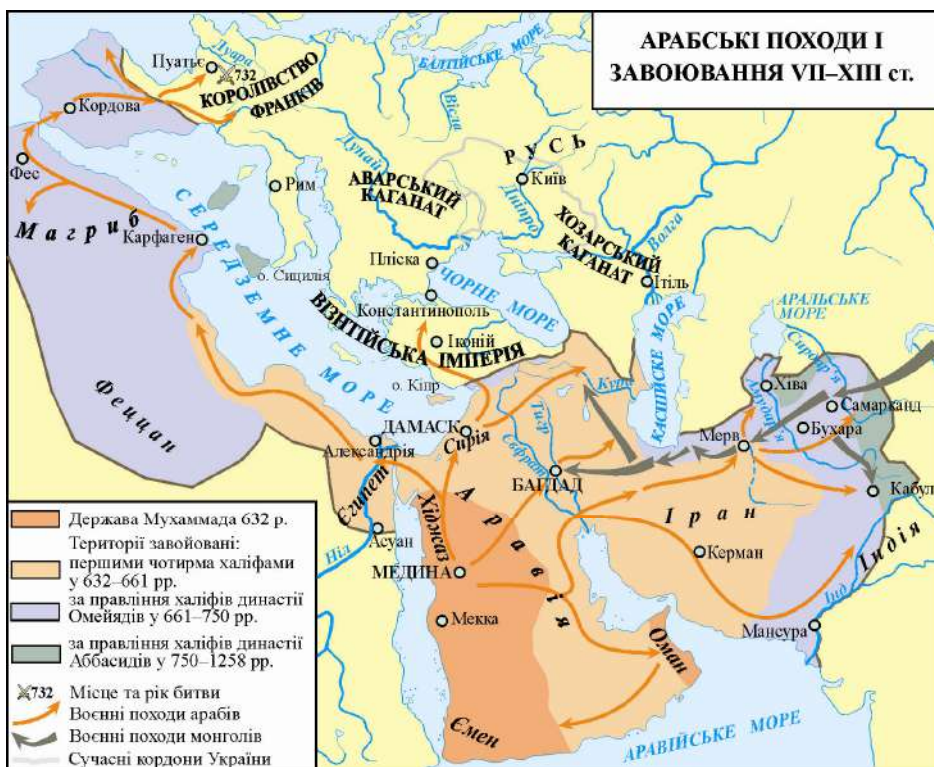 АРАБСЬКІ ПОХОДИ І
ЗАВОЮВАННЯ VII–XIII ст.
Луара
Пуатьє
732
КОРОЛІВСТВО
ФРАНКІВ
БАЛТІЙСЬКЕ МОРЕ
Вісла
Кордова
Фес
Рим
Дунай
АВАРСЬКИЙ
КАГАНАТ
РУСЬ
Київ
Дніпро
ХОЗАРСЬКИЙ
КАГАНАТ
Волга
Ітіль
Магриб
Карфаген
СЕРЕДЗЕМНЕ
МОРЕ
о. Сицилія
Пліска
ЧОРНЕ МОРЕ
Константинополь
ВІЗНТІЙСЬКА ІМПЕРІЯ
Іконій
о. Кіпр
КАСПІЙСЬКЕ МОРЕ
АРАЛЬСЬКЕ
МОРЕ
Сирдар'я
Хіва
Амудар'я
Самарканд
Бухара
Мерв
Кабул
Кура
Феццан
ДАМАСК
Сирія
Тигр
Євфрат
БАГДАД
Александрія
Єгипет
Хіджаз
Аравія
Іран
Керман
Індія
Інд
Асуан
Ніл
МЕДИНА
Мекка
Мансура
Оман
Ємен
АРАВІЙСЬКЕ МОРЕ
Держава Мухаммада 632 р.
Території завойовані:
першими чотирма халіфами
у 632–661 рр.
за правління халіфів династії
Омейядів у 661–750 рр.
за правління халіфів династії
Аббасидів у 750–1258 рр.
732 Місце та рік битви
Воєнні походи арабів
Воєнні походи монголів
Сучасні кордони України